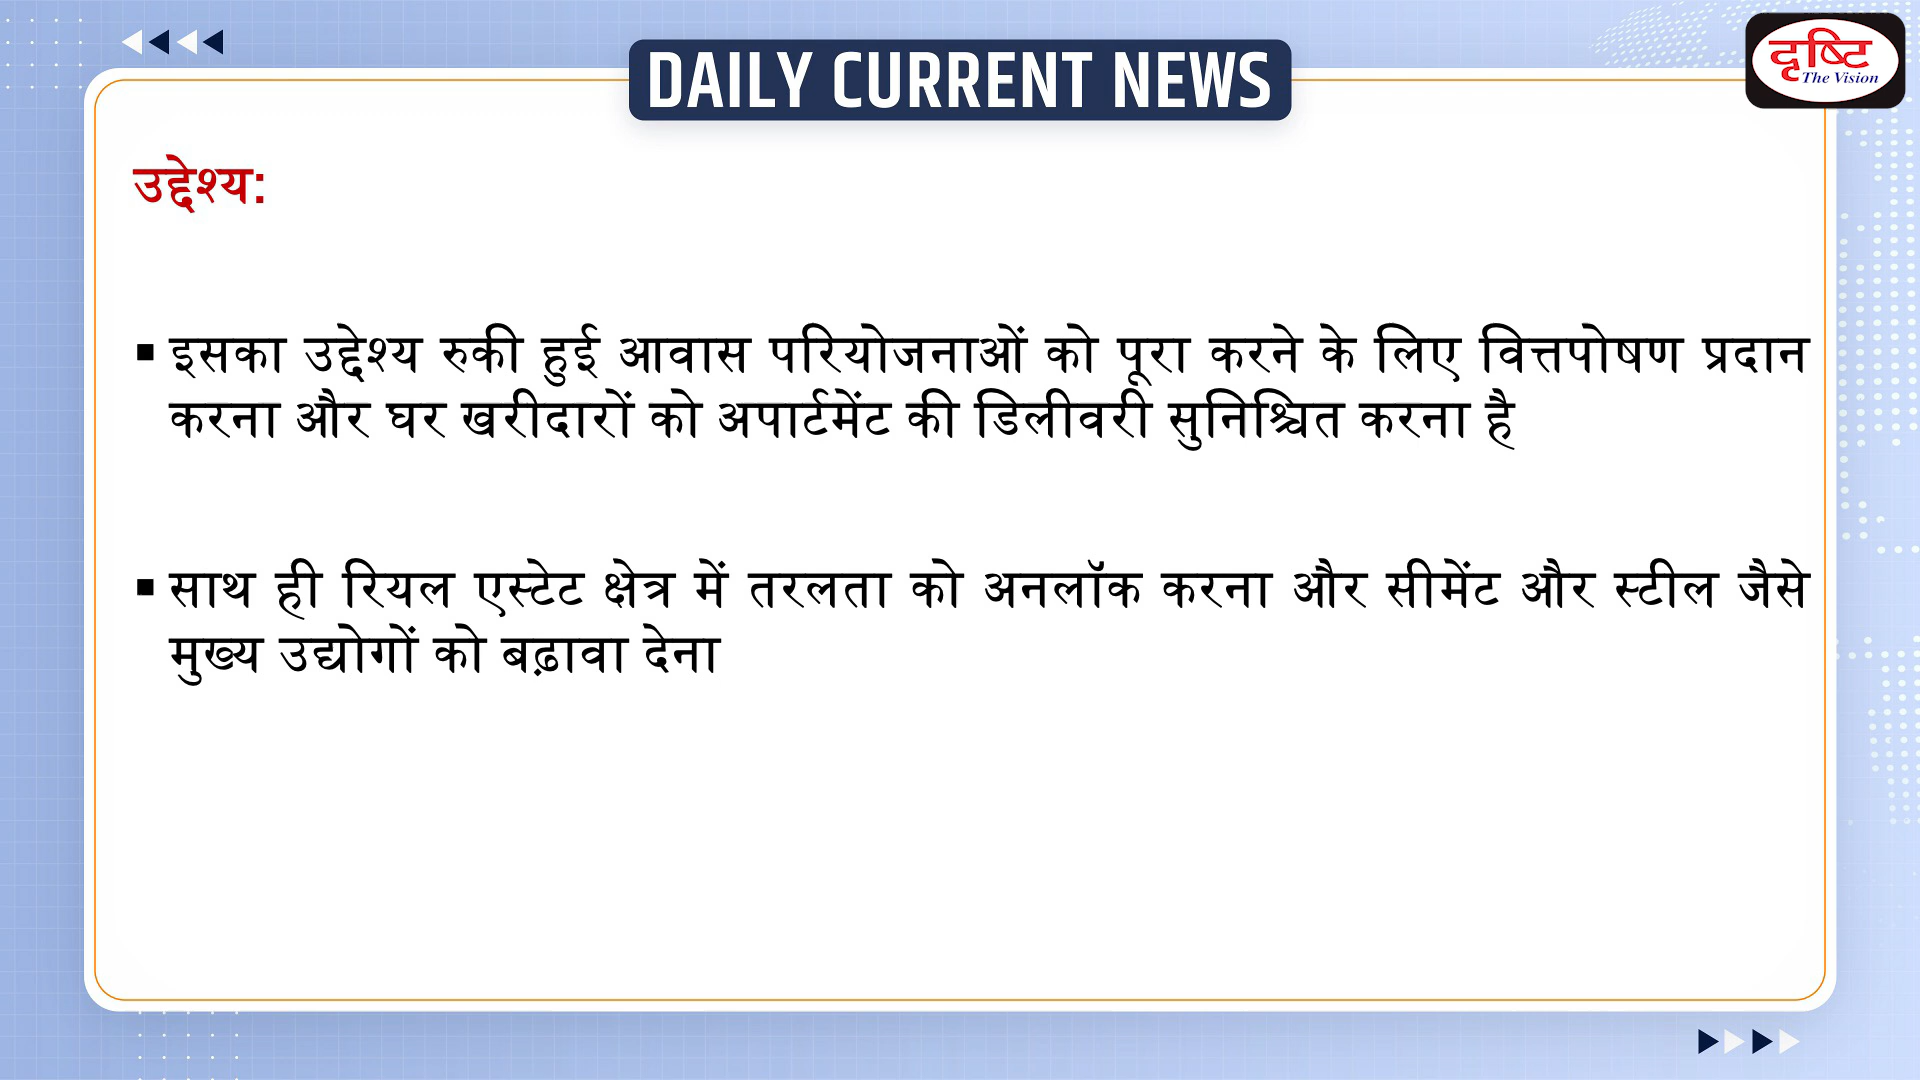 DAILY CURRENT NEWS
दृष्टि
The Vision
उद्देश्य:
▪ इसका उद्देश्य रुकी हुई आवास परियोजनाओं को पूरा करने के लिए वित्तपोषण प्रदान
करना और घर खरीदारों को अपार्टमेंट की डिलीवरी सुनिश्चित करना है
▪ साथ ही रियल एस्टेट क्षेत्र में तरलता को अनलॉक करना और सीमेंट और स्टील जैसे
मुख्य उद्योगों को बढ़ावा देना